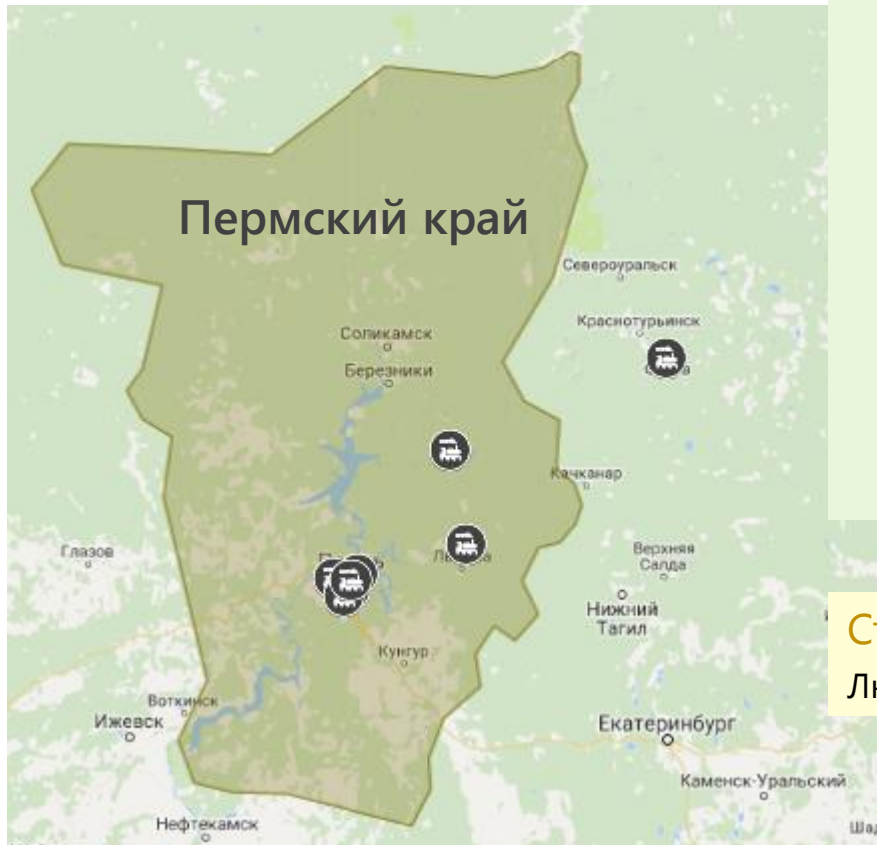 Пермский край
Североуральск
Краснотурьинск
Соликамск
Березники
Качканар
Глазов
Верхняя
Салда
Нижний
Тагил
Кунгур
Воткинск
Ижевск
Екатеринбург
Каменск-Уральский
Нефтекамск